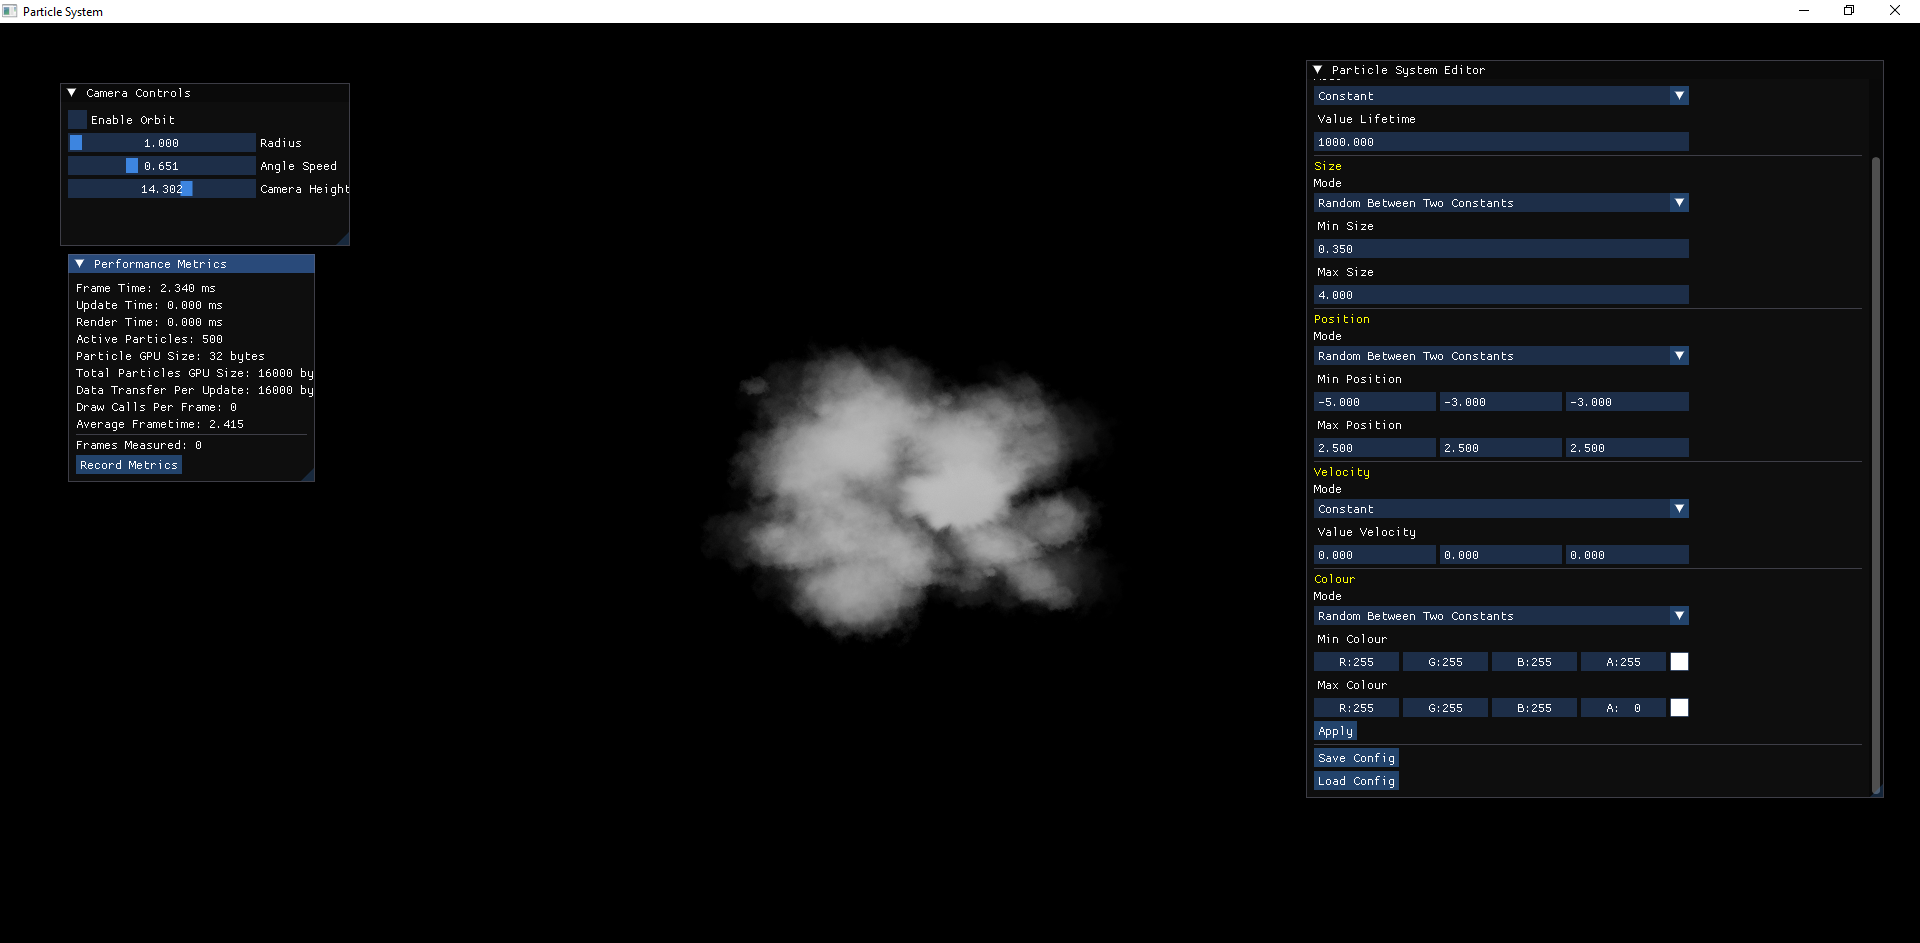 Particle System
Camera Controls
Enable Orbit
1.000 Radius
0.651 Angle Speed
14.302 Camera Height
Performance Metrics
Frame Time: 2.340 ms
Update Time: 0.000 ms
Render Time: 0.000 ms
Active Particles: 500
Particle GPU Size: 32 bytes
Total Particles GPU Size: 16000 by
Data Transfer Per Update: 16000 by
Draw Calls Per Frame: 0
Average Frametime: 2.415
Frames Measured: 0
Record Metrics
Particle System Editor
Constant
Value Lifetime
1000.000
Size
Mode
Random Between Two Constants
Min Size
0.350
Max Size
4.000
Position
Mode
Random Between Two Constants
Min Position
-5.000 -3.000 -3.000
Max Position
2.500 2.500 2.500
Velocity
Mode
Constant
Value Velocity
0.000 0.000 0.000
Colour
Mode
Random Between Two Constants
Min Colour
R:255 G:255 B:255 A:255
Max Colour
R:255 G:255 B:255 A: 0
Apply
Save Config
Load Config